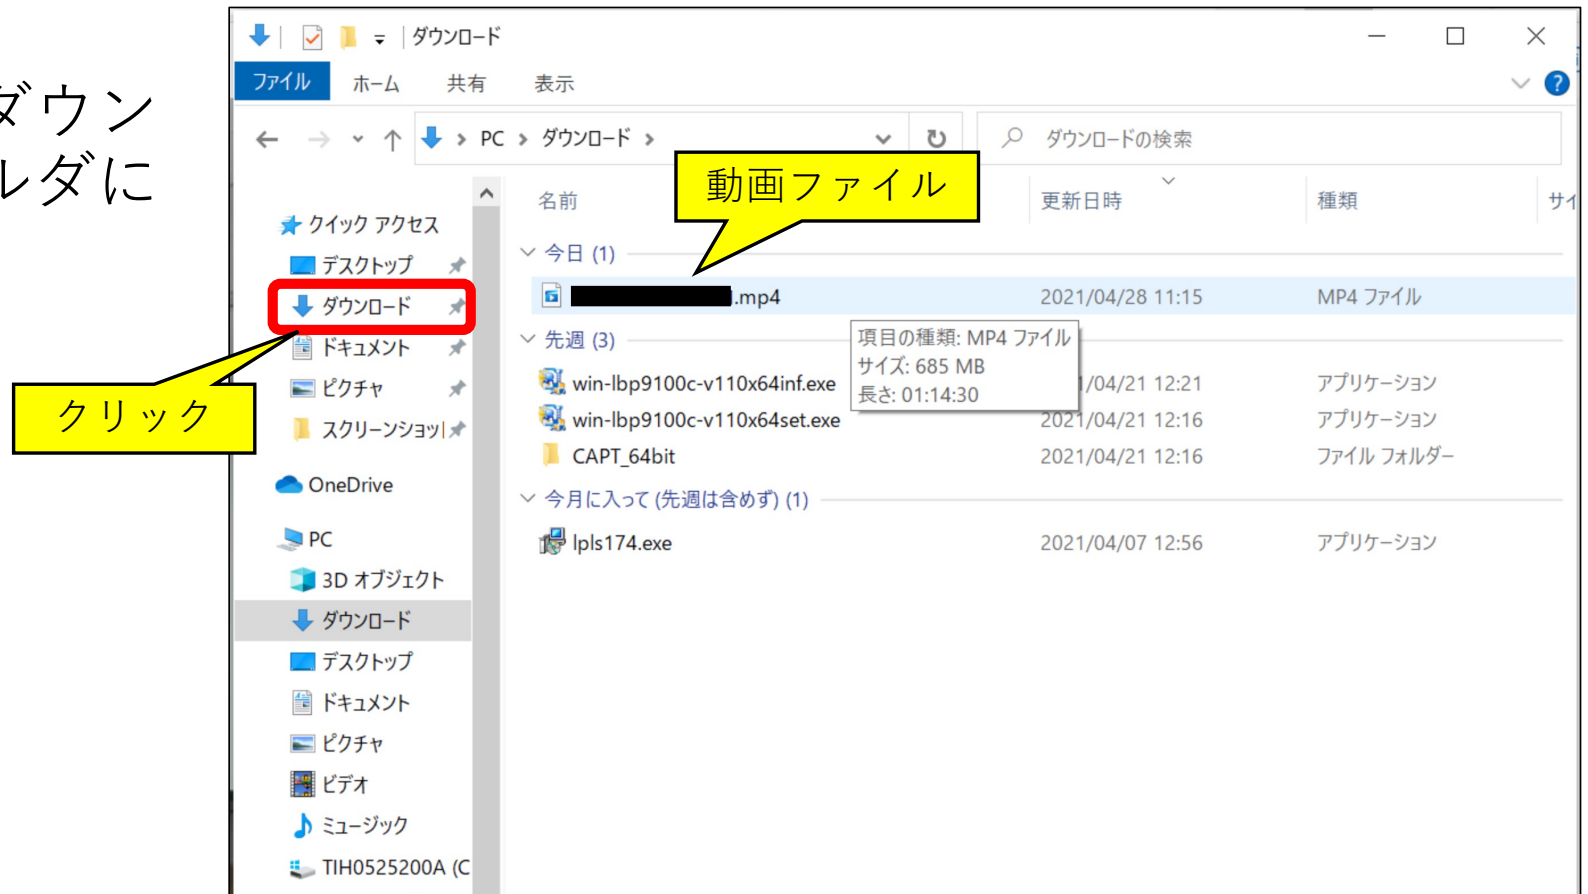 ダウン
ルダに
ダウンロード
ファイル ホーム 共有 表示
PC ダウンロード
ダウンロードの検索
動画ファイル
名前 更新日時 種類 サイ
クイック アクセス
デスクトップ
ダウンロード
ドキュメント
ピクチャ
スクリーンショッ
クリック
OneDrive
PC
3D オブジェクト
ダウンロード
デスクトップ
ドキュメント
ピクチャ
ビデオ
ミュージック
TIH0525200A (C
今日 (1)
.mp4 2021/04/28 11:15 MP4 ファイル
項目の種類: MP4 ファイル
サイズ: 685 MB
長さ: 01:14:30
先週 (3)
win-lbp9100c-v110x64inf.exe 1/04/21 12:21 アプリケーション
win-lbp9100c-v110x64set.exe 2021/04/21 12:16 アプリケーション
CAPT_64bit 2021/04/21 12:16 ファイル フォルダー
今月に入って (先週は含めず) (1)
lpls174.exe 2021/04/07 12:56 アプリケーション